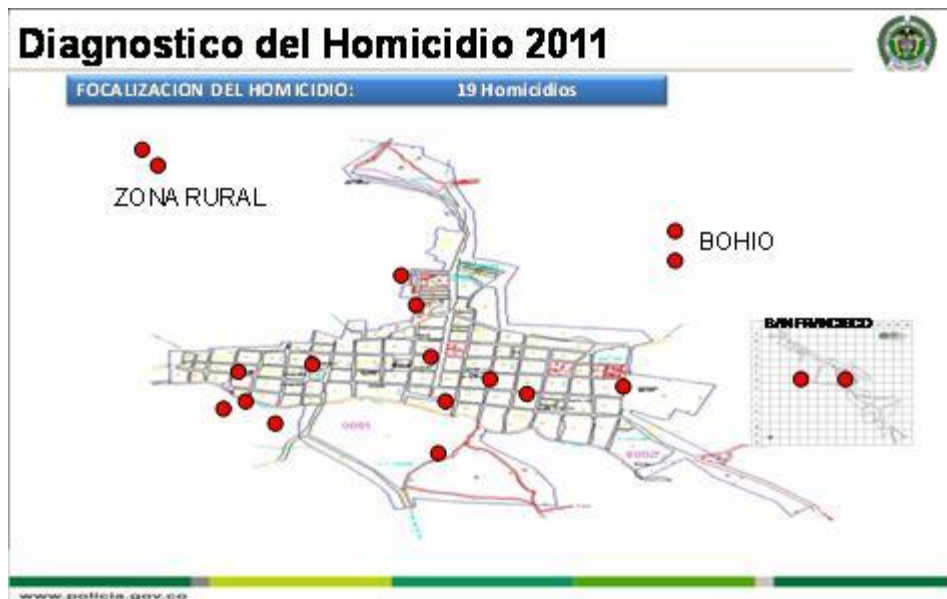 Diagnostico del Homicidio 2011
FOCALIZACION DEL HOMICIDIO: 19 Homicidios
ZONA RURAL
BOHIO
SAN FRANCISCO
www.policia.gov.co